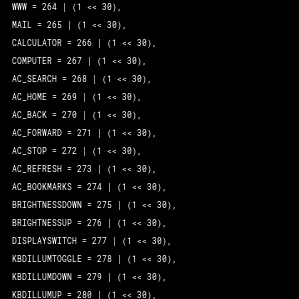 WWW = 264 | (1 << 30),
MAIL = 265 | (1 << 30),
CALCULATOR = 266 | (1 << 30),
COMPUTER = 267 | (1 << 30),
AC_SEARCH = 268 | (1 << 30),
AC_HOME = 269 | (1 << 30),
AC_BACK = 270 | (1 << 30),
AC_FORWARD = 271 | (1 << 30),
AC_STOP = 272 | (1 << 30),
AC_REFRESH = 273 | (1 << 30),
AC_BOOKMARKS = 274 | (1 << 30),
BRIGHTNESSDOWN = 275 | (1 << 30),
BRIGHTNESSUP = 276 | (1 << 30),
DISPLAYSWITCH = 277 | (1 << 30),
KBDILLUMTOGGLE = 278 | (1 << 30),
KBDILLUMDOWN = 279 | (1 << 30),
KBDILLUMUP = 280 | (1 << 30),